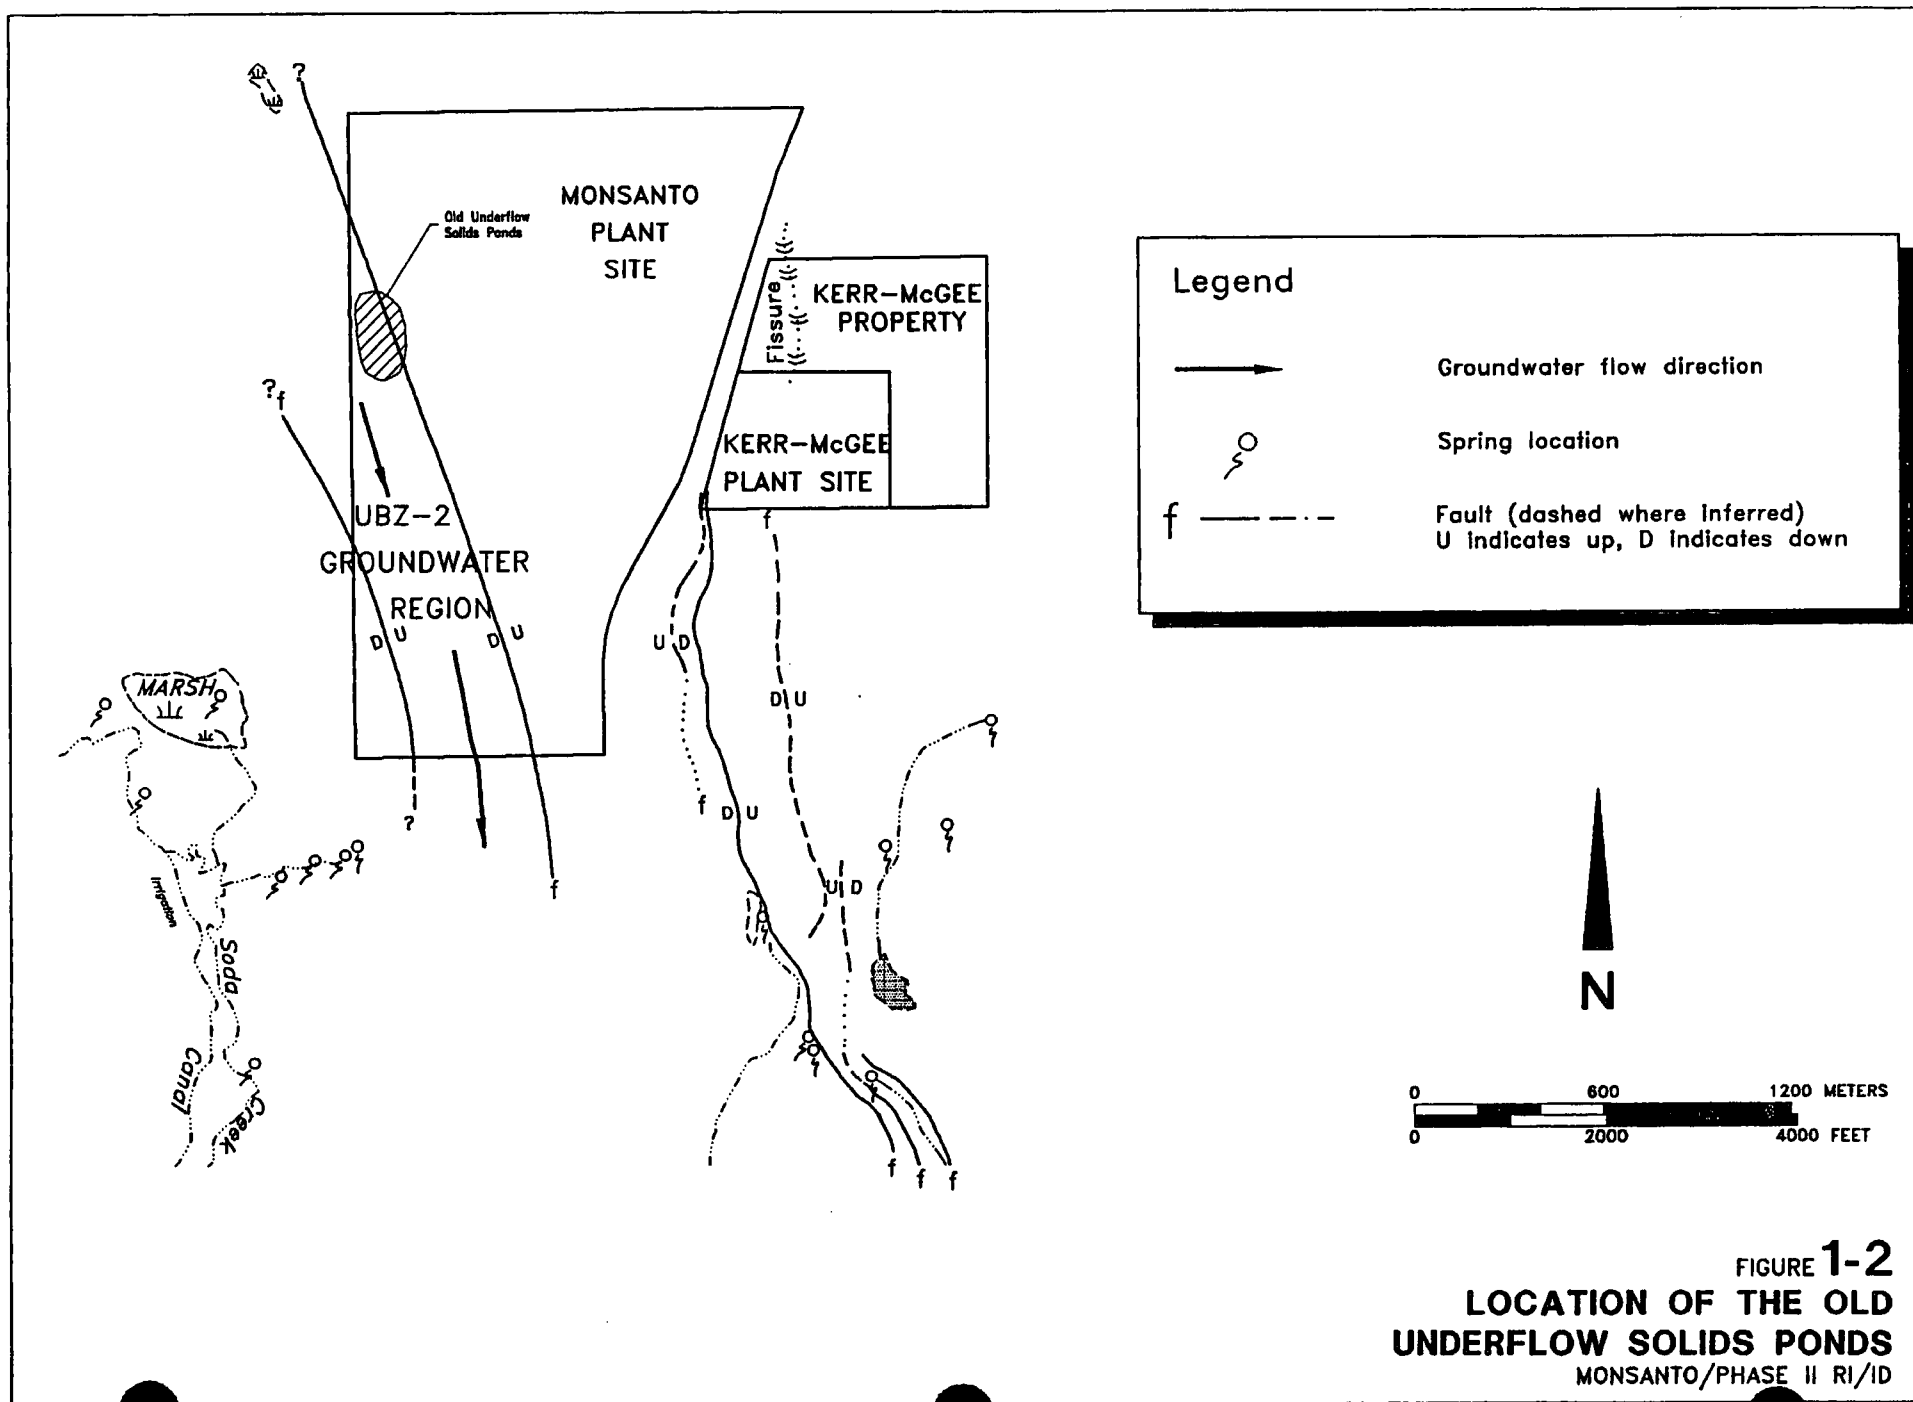 ?
MONSANTO
PLANT
SITE
Old Underflow
Solids Ponds
Fissure
KERR-McGEE
PROPERTY
? f
KERR-McGEE
PLANT SITE
f
UBZ-2
GROUNDWATER
REGION
D U
D U
U D
D U
MARSH
f
D U
?
f
U D
Irrigation
Soda
Canal
Creek
f
f
f
Legend
Groundwater flow direction
Spring location
f
Fault (dashed where inferred)
U indicates up, D indicates down
N
0 600 1200 METERS
0 2000 4000 FEET
FIGURE 1-2
LOCATION OF THE OLD
UNDERFLOW SOLIDS PONDS
MONSANTO/PHASE II RI/ID